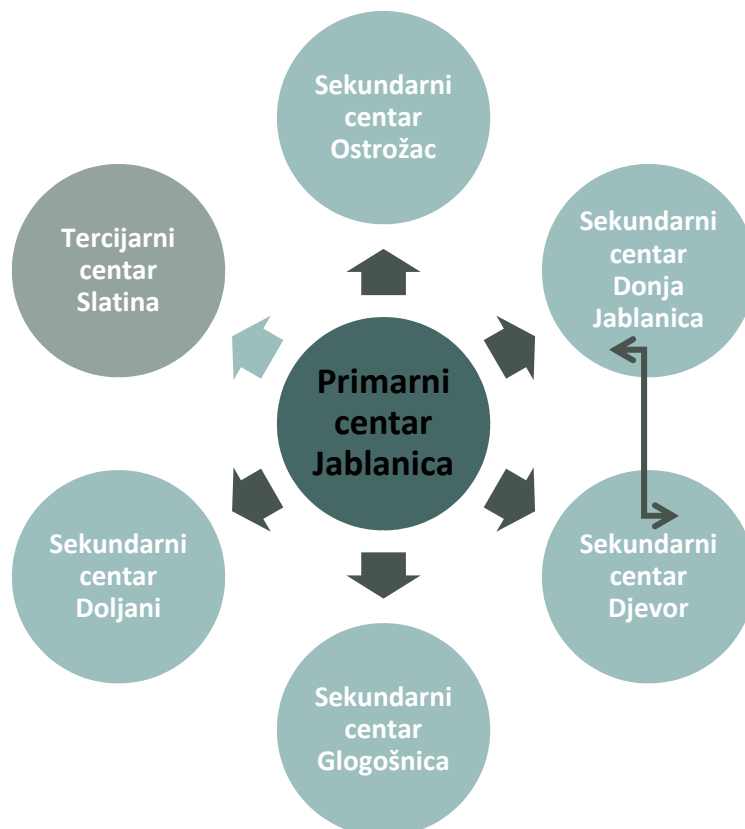 Sekundarni
centar
Ostrožac
Tercijarni
centar
Slatina
Sekundarni
centar
Donja
Jablanica
Primarni
centar
Jablanica
Sekundarni
centar
Doljani
Sekundarni
centar
Djevor
Sekundarni
centar
Glogošnica